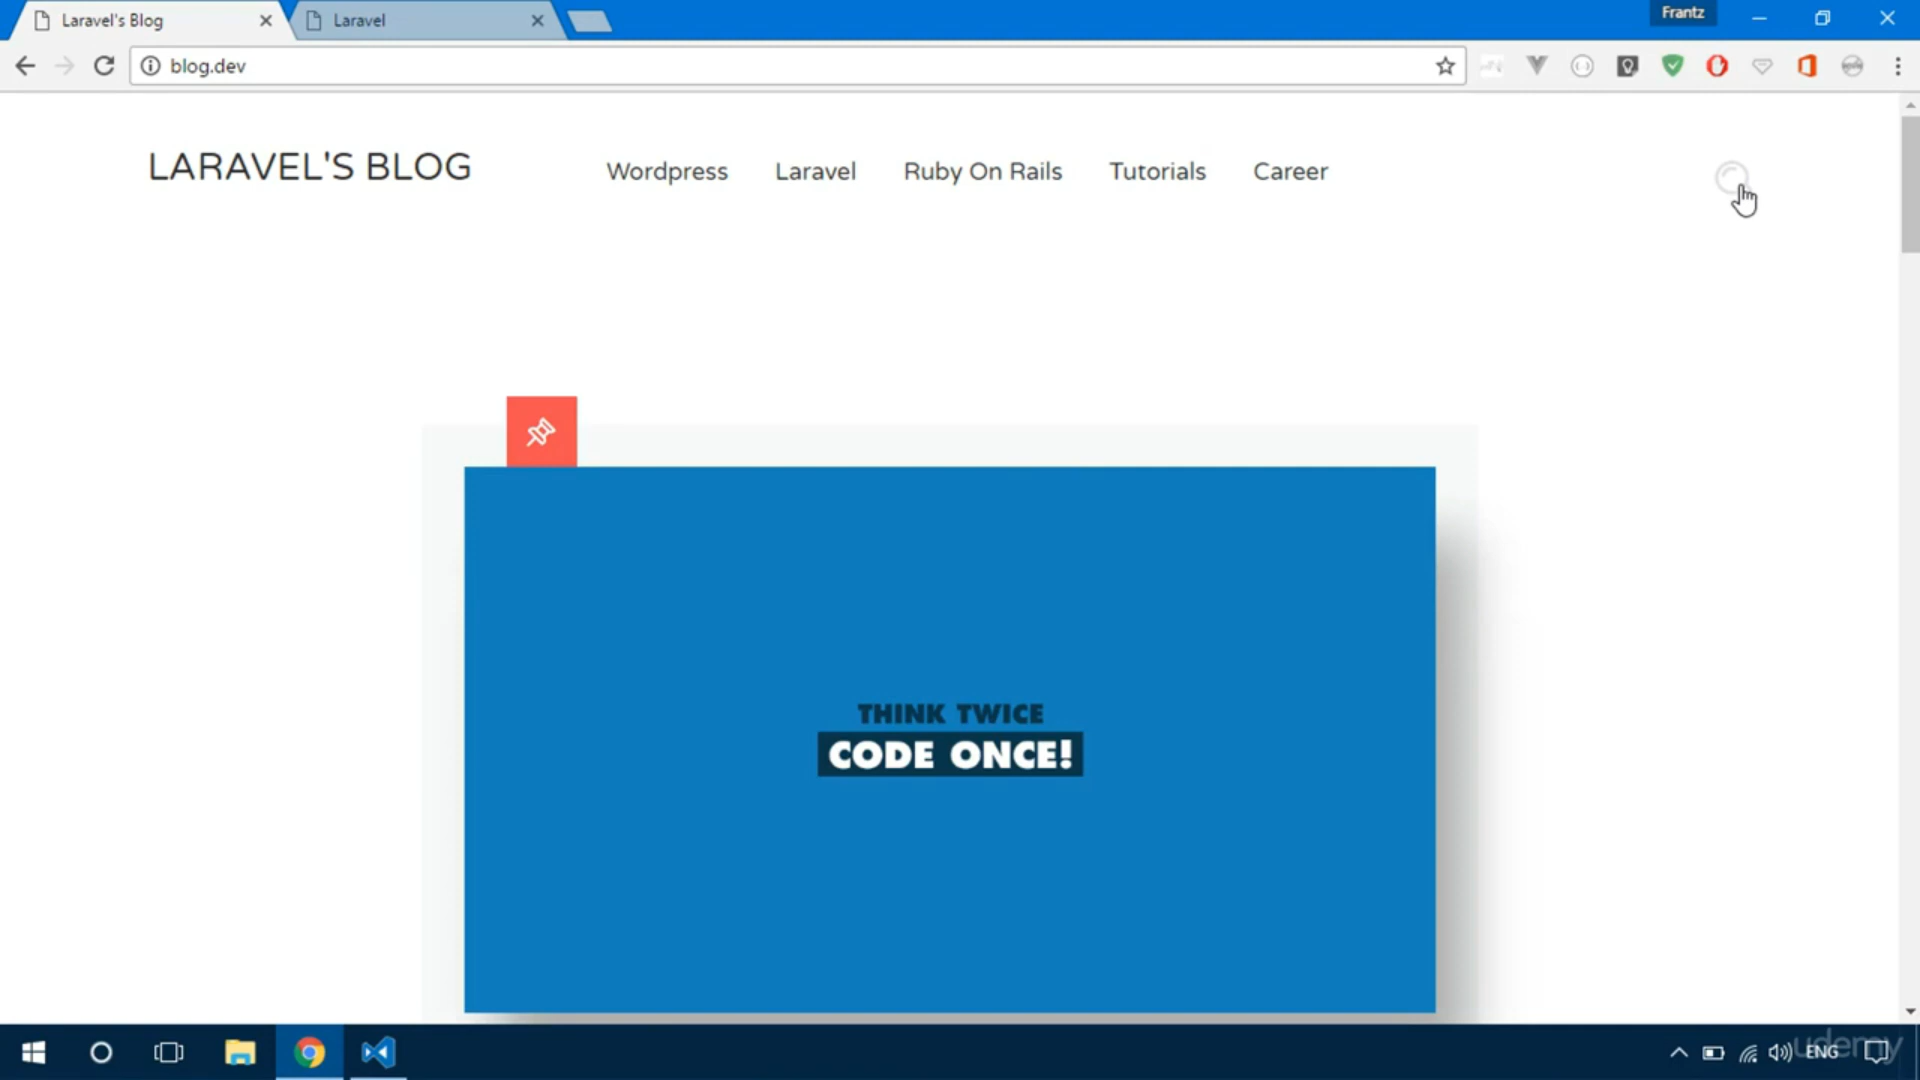 Laravel's Blog
Laravel
Frantz
blog.dev
LARAVEL'S BLOG
Wordpress
Laravel
Ruby On Rails
Tutorials
Career
THINK TWICE
CODE ONCE!
ENG
udemy